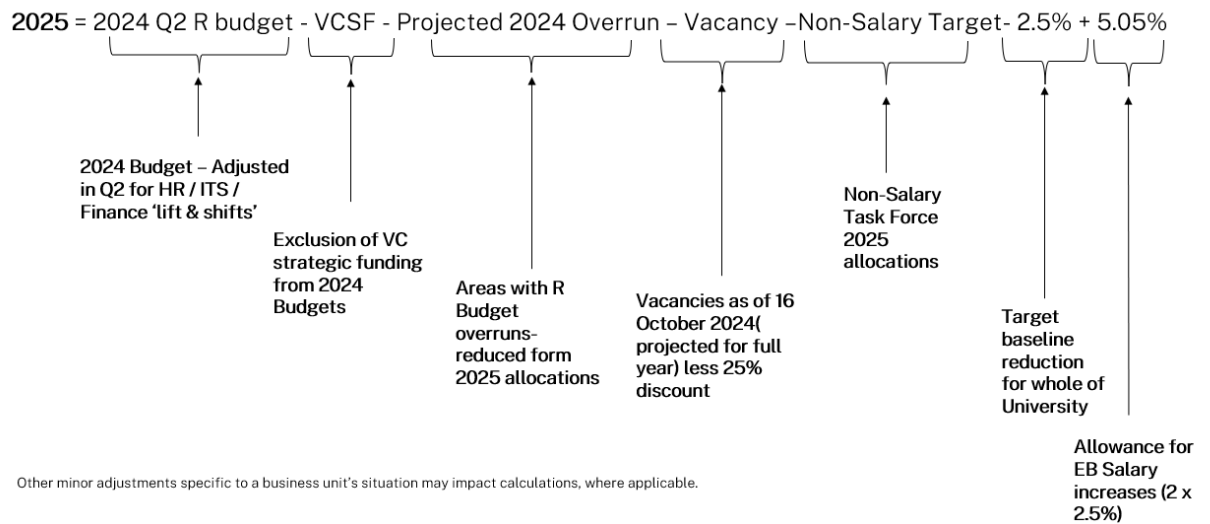 2025 = 2024 Q2 R budget - VCSF - Projected 2024 Overrun – Vacancy –Non-Salary Target- 2.5% + 5.05%
2024 Budget – Adjusted
in Q2 for HR / ITS /
Finance ‘lift & shifts’
Exclusion of VC
strategic funding
from 2024
Budgets
Areas with R
Budget
overruns-
reduced form
2025 allocations
Vacancies as of 16
October 2024(
projected for full
year) less 25%
discount
Non-Salary
Task Force
2025
allocations
Target
baseline
reduction
for whole of
University
Allowance for
EB Salary
increases (2 x
2.5%)
Other minor adjustments specific to a business unit’s situation may impact calculations, where applicable.